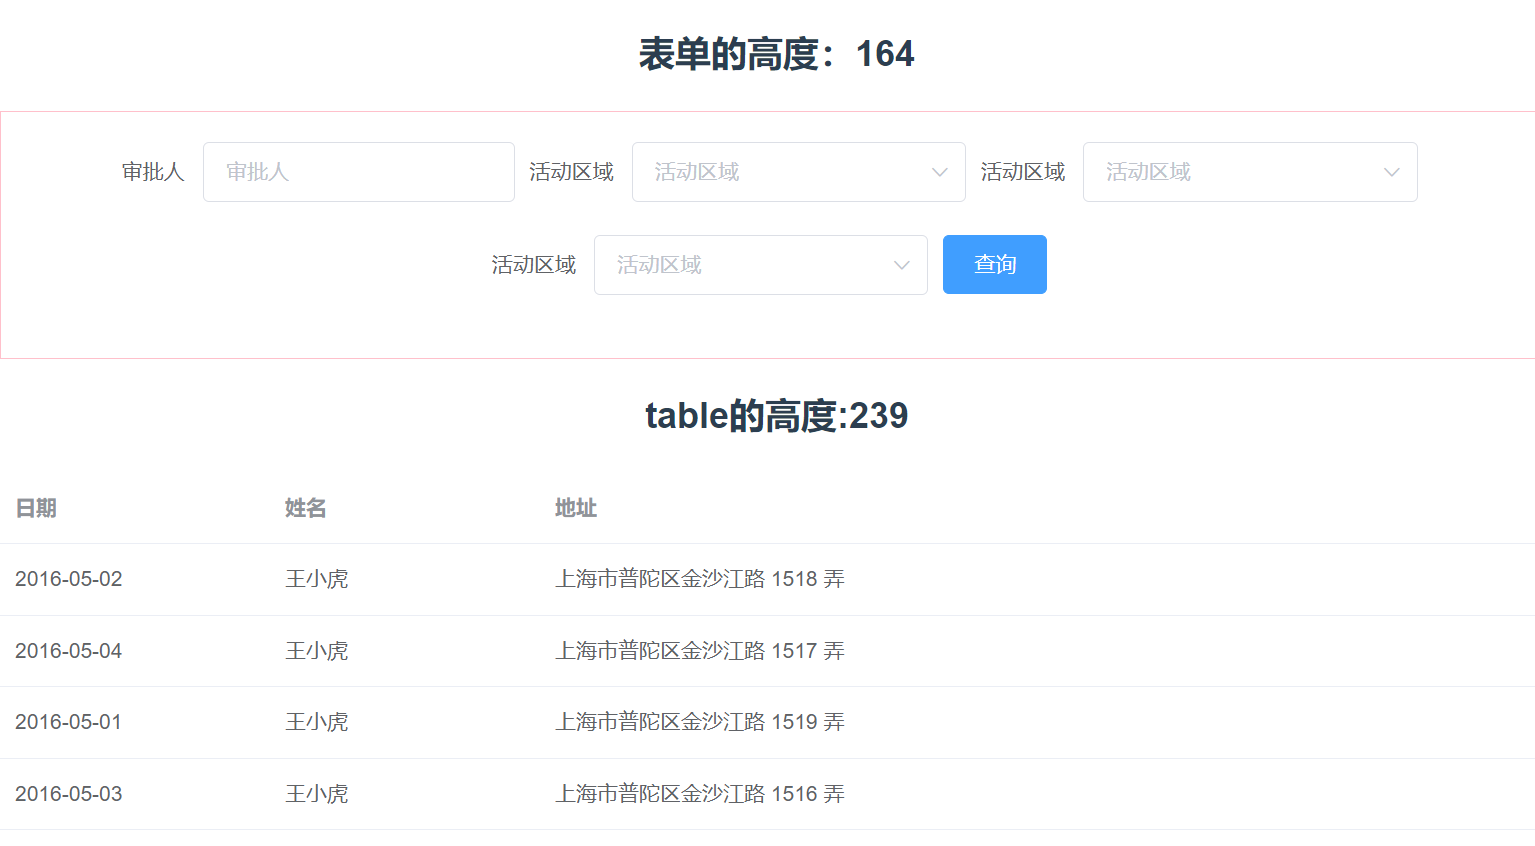 表单的高度：164
审批人 审批人 活动区域 活动区域 活动区域 活动区域
活动区域 活动区域 查询
table的高度:239
日期 姓名 地址
2016-05-02 王小虎 上海市普陀区金沙江路 1518 弄
2016-05-04 王小虎 上海市普陀区金沙江路 1517 弄
2016-05-01 王小虎 上海市普陀区金沙江路 1519 弄
2016-05-03 王小虎 上海市普陀区金沙江路 1516 弄